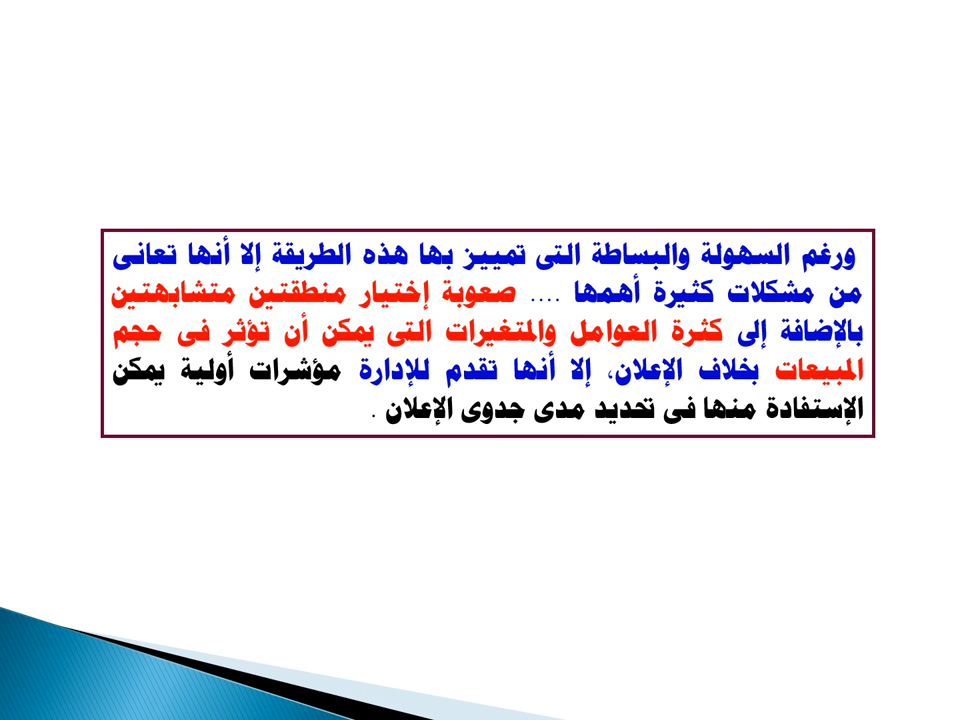 ورغم السهولة والبساطة التى تمييز بها هذه الطريقة إلا أنها تعانى
من مشكلات كثيرة أهمها .... صعوبة إختيار منطقتين متشابهتين
بالإضافة إلى كثرة العوامل والمتغيرات التى يمكن أن تؤثر فى حجم
المبيعات بخلاف الإعلان، إلا أنها تقدم للإدارة مؤشرات أولية يمكن
الإستفادة منها فى تحديد مدى جدوى الإعلان .